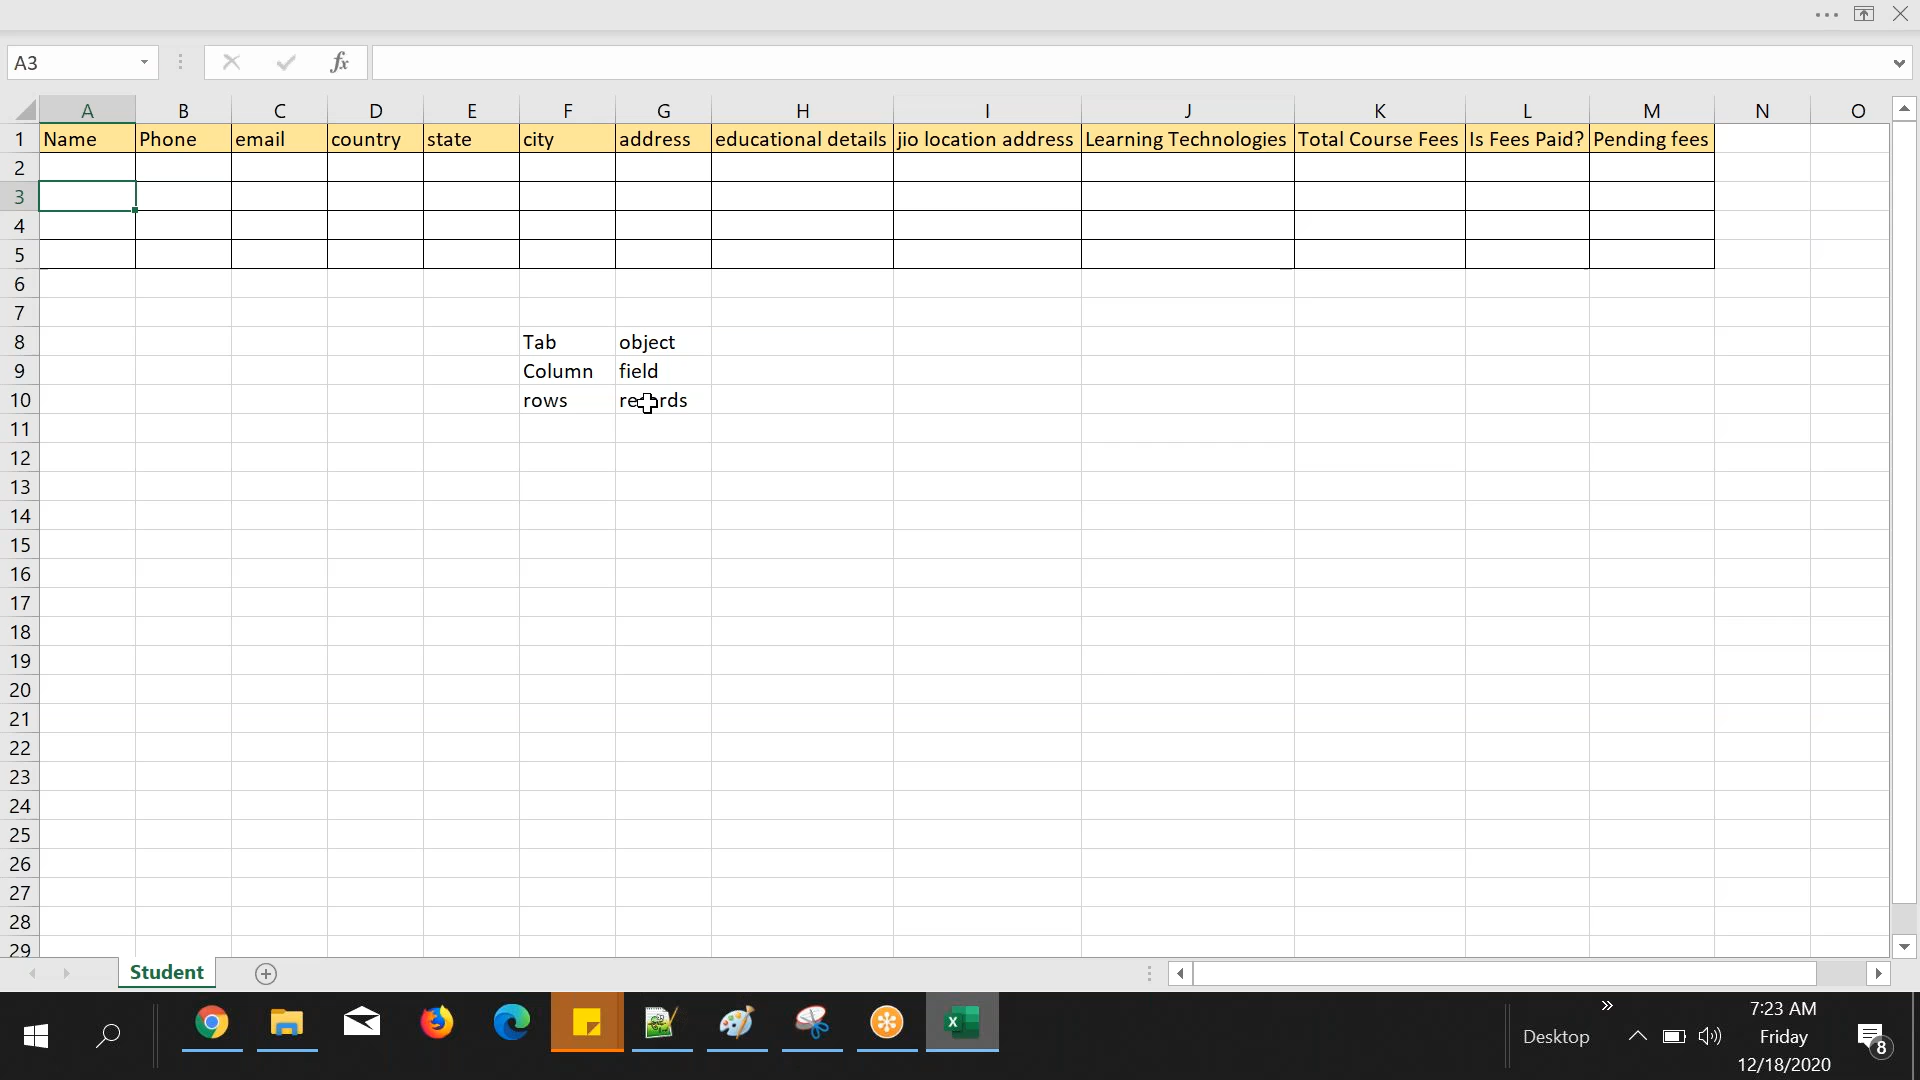 A3
fx
A B C D E F G H I J K L M N O
1 Name Phone email country state city address educational details jio location address Learning Technologies Total Course Fees Is Fees Paid? Pending fees
2
3
4
5
6
7
8 Tab object
9 Column field
10 rows
11
12
13
14
15
16
17
18
19
20
21
22
23
24
25
26
27
28
29
Student
Desktop
7:23 AM
Friday
12/18/2020
8